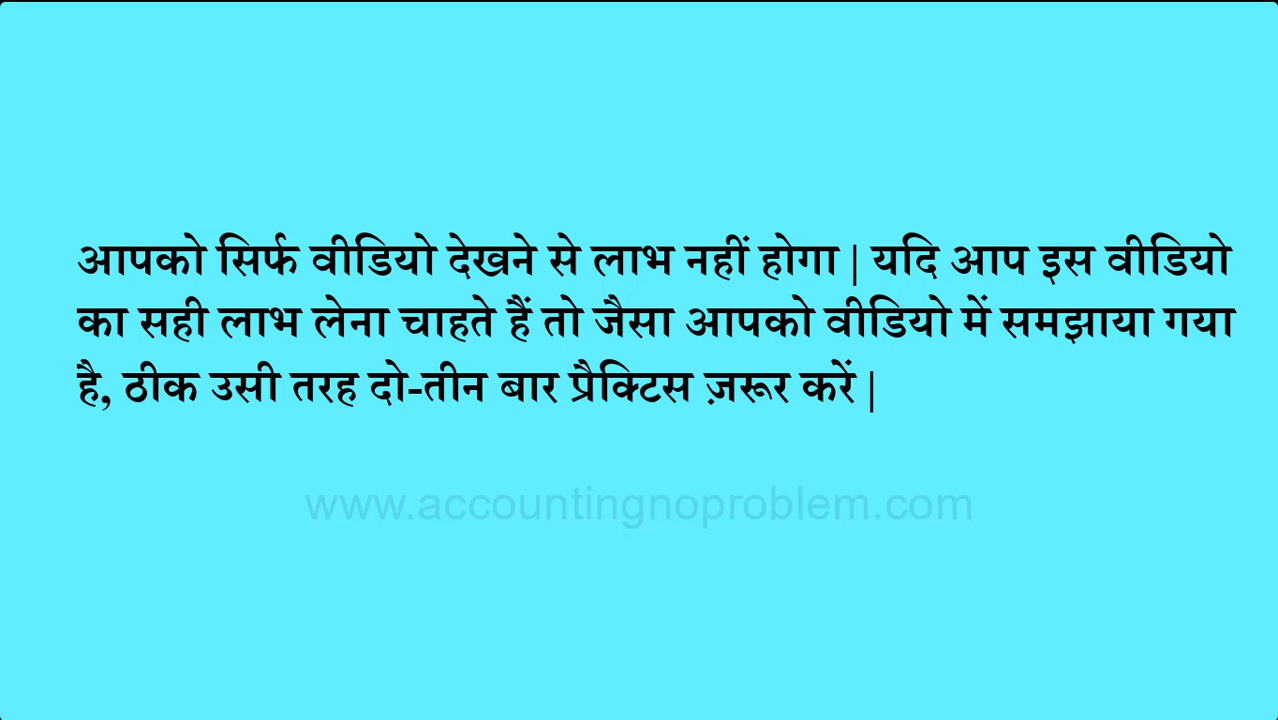 आपको सिर्फ वीडियो देखने से लाभ नहीं होगा | यदि आप इस वीडियो
का सही लाभ लेना चाहते हैं तो जैसा आपको वीडियो में समझाया गया
है, ठीक उसी तरह दो-तीन बार प्रैक्टिस ज़रूर करें |
www.accountingnoproblem.com